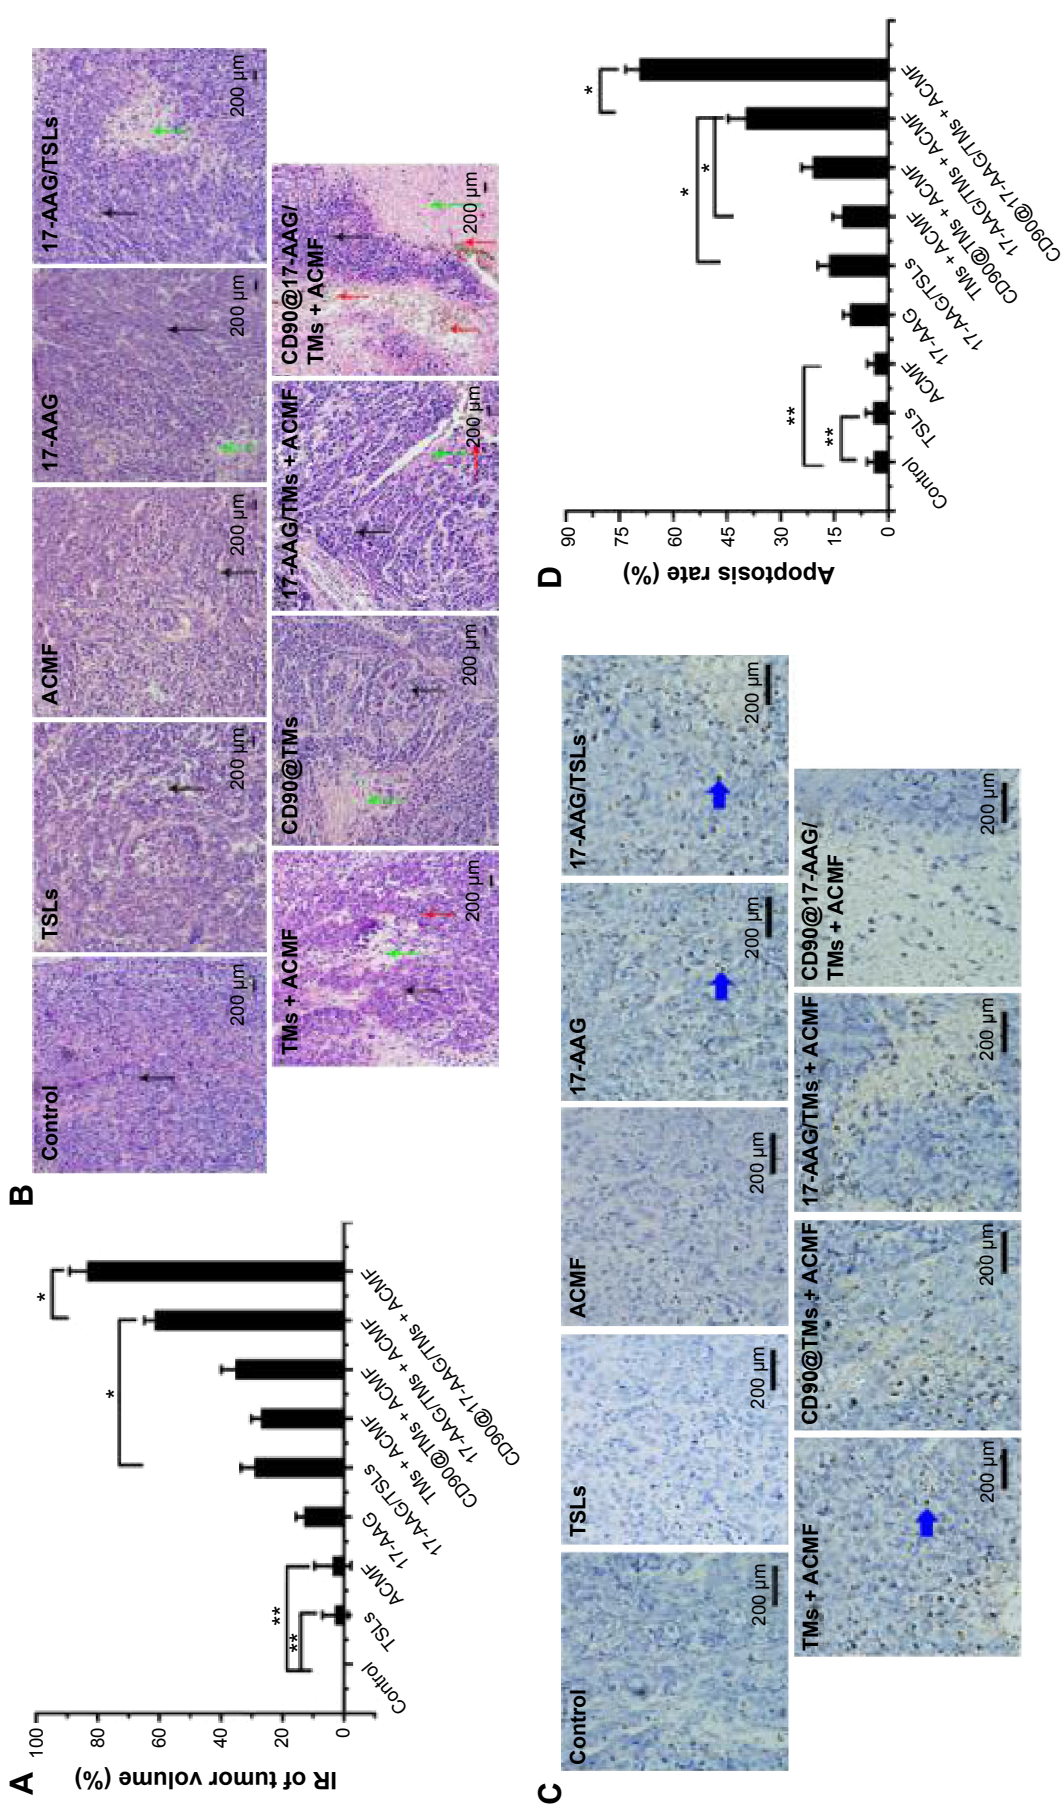 A
IR of tumor volume (%)
100
80
60
40
20
0
**
**
*
*
Control
TSLs
ACMF
17-AAG
17-AAG/TSLs
TMs + ACMF
CD90@TMs + ACMF
17-AAG/TMs + ACMF
CD90@17-AAG/TMs + ACMF
B
Control
200 µm
TSLs
200 µm
ACMF
200 µm
17-AAG
200 µm
17-AAG/TSLs
200 µm
TMs + ACMF
200 µm
CD90@TMs
200 µm
17-AAG/TMs + ACMF
200 µm
CD90@17-AAG/
TMs + ACMF
200 µm
C
Control
200 µm
TSLs
200 µm
ACMF
200 µm
17-AAG
200 µm
17-AAG/TSLs
200 µm
TMs + ACMF
200 µm
CD90@TMs + ACMF
200 µm
17-AAG/TMs + ACMF
200 µm
CD90@17-AAG/
TMs + ACMF
200 µm
D
Apoptosis rate (%)
90
75
60
45
30
15
0
**
**
*
*
*
Control
TSLs
ACMF
17-AAG
17-AAG/TSLs
TMs + ACMF
CD90@TMs + ACMF
17-AAG/TMs + ACMF
CD90@17-AAG/TMs + ACMF